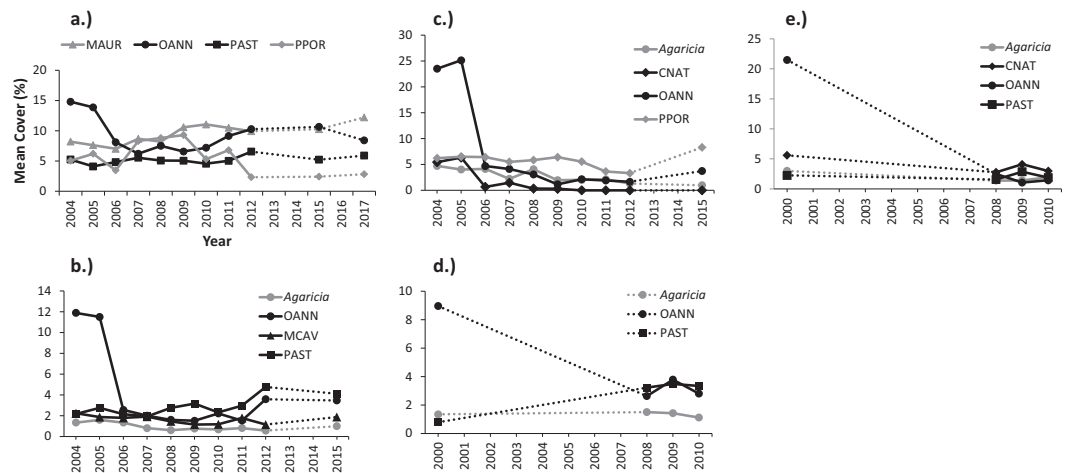 a.)
MAUR OANN PAST PPOR
Mean Cover (%)
20
15
10
5
0
2004 2005 2006 2007 2008 2009 2010 2011 2012 2013 2014 2015 2016 2017
Year
b.)
Agaricia
OANN
MCAV
PAST
14
12
10
8
6
4
2
0
2004 2005 2006 2007 2008 2009 2010 2011 2012 2013 2014 2015
c.)
Agaricia
CNAT
OANN
PPOR
30
25
20
15
10
5
0
2004 2005 2006 2007 2008 2009 2010 2011 2012 2013 2014 2015
d.)
Agaricia
OANN
PAST
10
8
6
4
2
0
2000 2001 2002 2003 2004 2005 2006 2007 2008 2009 2010
e.)
Agaricia
CNAT
OANN
PAST
30
25
20
15
10
5
0
2000 2001 2002 2003 2004 2005 2006 2007 2008 2009 2010